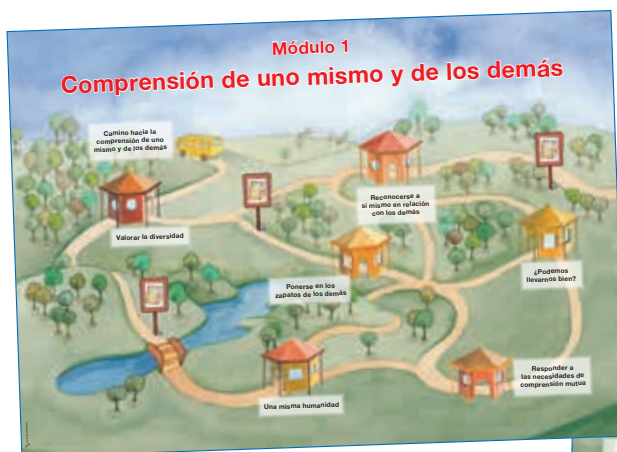 Módulo 1
Comprensión de uno mismo y de los demás
Camino hacia la
comprensión de uno
mismo y de los demás
Valorar la diversidad
Reconocerse a
sí mismo en relación
con los demás
¿Podemos
llevarnos bien?
Ponerse en los
zapatos de los demás
Una misma humanidad
Responder a
las necesidades de
comprensión mutua